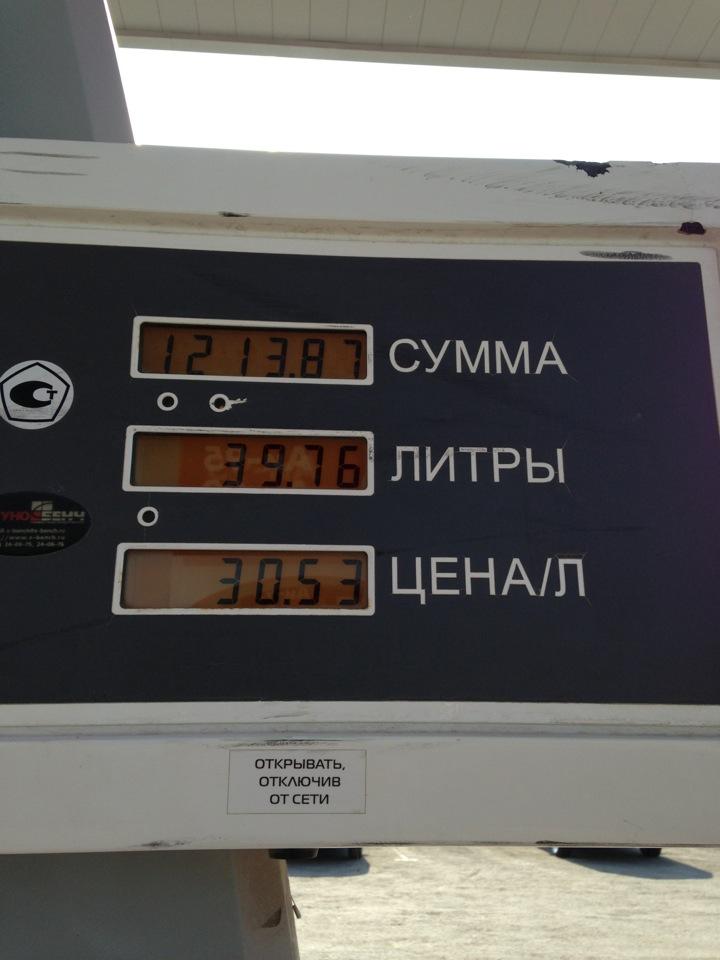 1213.87 СУММА
39.76 ЛИТРЫ
30.53 ЦЕНА/Л
ОТКРЫВАТЬ,
ОТКЛЮЧИВ
ОТ СЕТИ